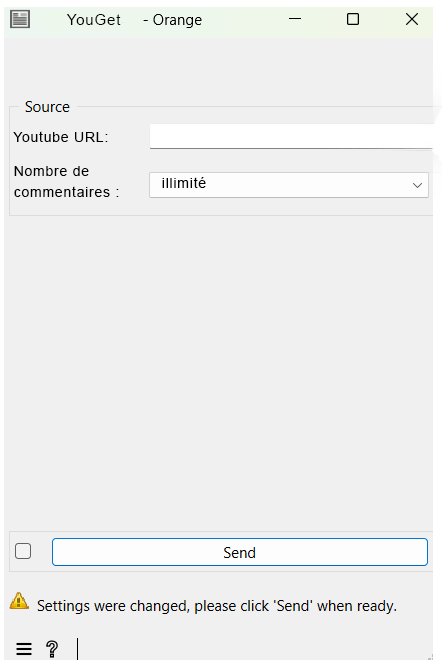 YouGet - Orange
Source
Youtube URL:
Nombre de
commentaires :
illimité
Send
Settings were changed, please click 'Send' when ready.